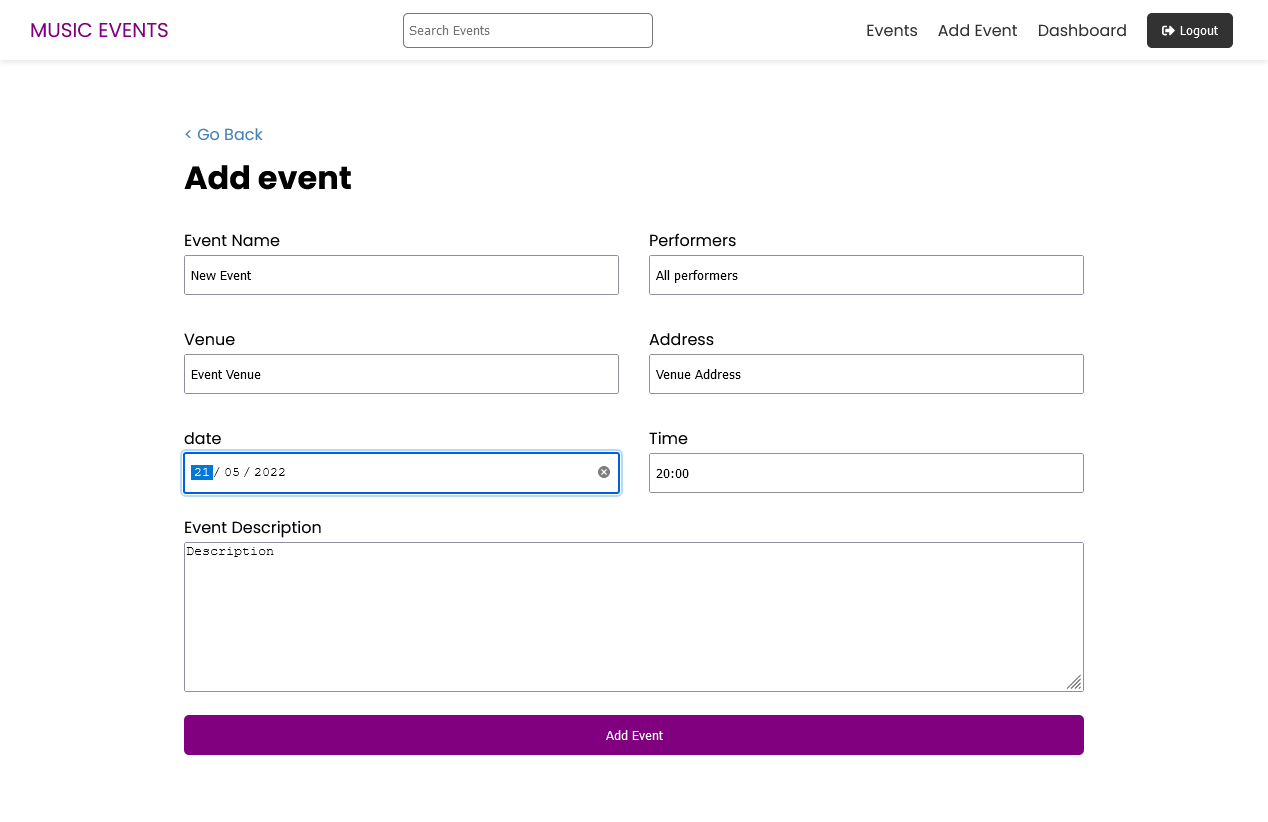 MUSIC EVENTS
Search Events
Events
Add Event
Dashboard
Logout
< Go Back
Add event
Event Name
Performers
New Event
All performers
Venue
Address
Event Venue
Venue Address
date
Time
21 / 05 / 2022
20:00
Event Description
Description
Add Event